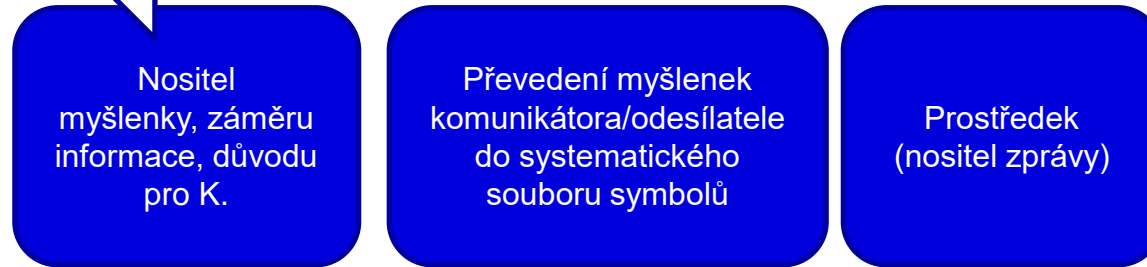 Nositel
myšlenky, záměru
informace, důvodu
pro K.
Převedení myšlenek
komunikátora/odesílatele
do systematického
souboru symbolů
Prostředek
(nositel zprávy)